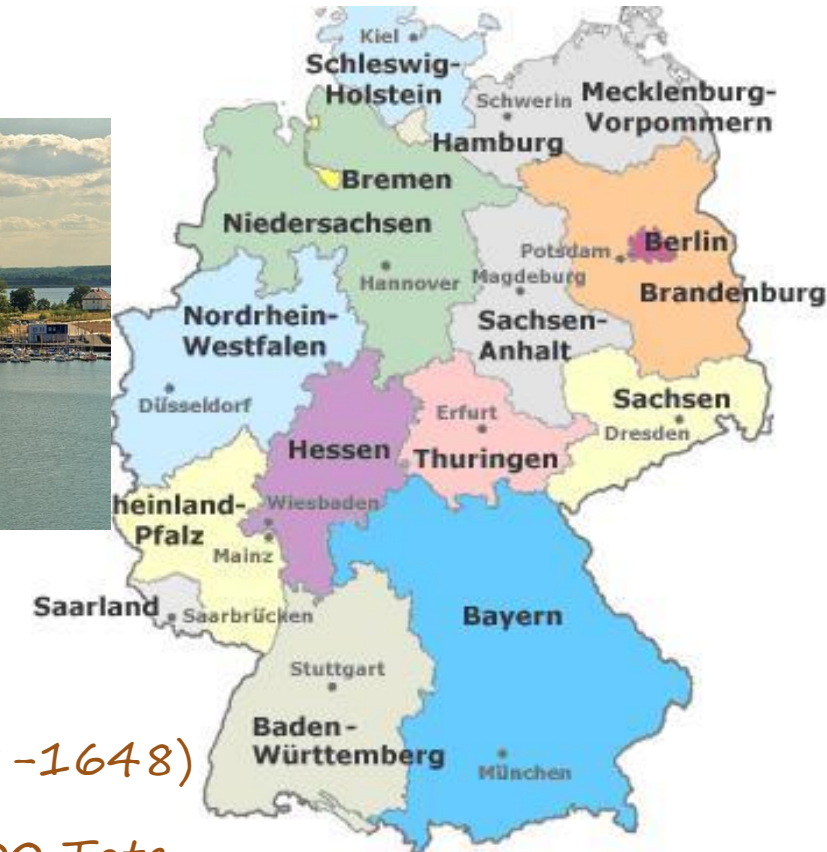 Kiel
Schleswig-
Holstein
Schwerin
Mecklenburg-
Vorpommern
Hamburg
Bremen
Niedersachsen
Hannover
Magdeburg
Potsdam
Berlin
Brandenburg
Nordrhein-
Westfalen
Sachsen-
Anhalt
Düsseldorf
Hessen
Erfurt
Thuringen
Sachsen
Dresden
heinland-
Pfalz
Wiesbaden
Mainz
Saarland
Saarbrücken
Bayern
Stuttgart
Baden-
Württemberg
München
-1648)